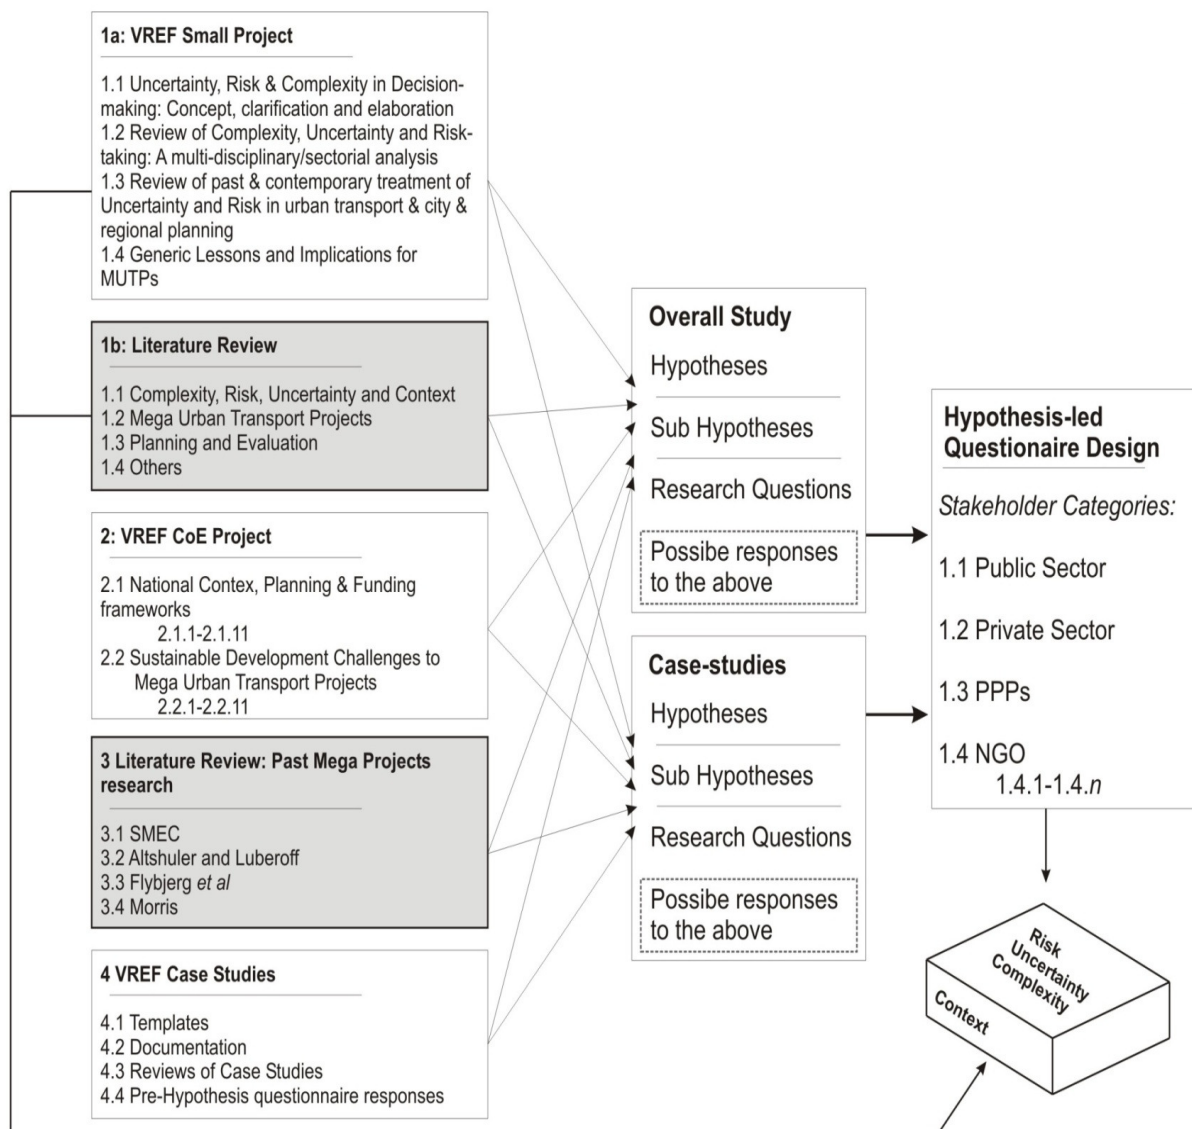 1a: VREF Small Project
1.1 Uncertainty, Risk & Complexity in Decision-
making: Concept, clarification and elaboration
1.2 Review of Complexity, Uncertainty and Risk-
taking: A multi-disciplinary/sectorial analysis
1.3 Review of past & contemporary treatment of
Uncertainty and Risk in urban transport & city &
regional planning
1.4 Generic Lessons and Implications for
MUTPs
1b: Literature Review
1.1 Complexity, Risk, Uncertainty and Context
1.2 Mega Urban Transport Projects
1.3 Planning and Evaluation
1.4 Others
2: VREF CoE Project
2.1 National Contex, Planning & Funding
frameworks
2.1.1-2.1.11
2.2 Sustainable Development Challenges to
Mega Urban Transport Projects
2.2.1-2.2.11
3 Literature Review: Past Mega Projects
research
3.1 SMEC
3.2 Altshuler and Luberoff
3.3 Flybjerg et al
3.4 Morris
4 VREF Case Studies
4.1 Templates
4.2 Documentation
4.3 Reviews of Case Studies
4.4 Pre-Hypothesis questionnaire responses
Overall Study
Hypotheses
Sub Hypotheses
Research Questions
Possibe responses
to the above
Case-studies
Hypotheses
Sub Hypotheses
Research Questions
Possibe responses
to the above
Hypothesis-led
Questionaire Design
Stakeholder Categories:
1.1 Public Sector
1.2 Private Sector
1.3 PPPs
1.4 NGO
1.4.1-1.4.n
Risk
Uncertainty
Complexity
Context